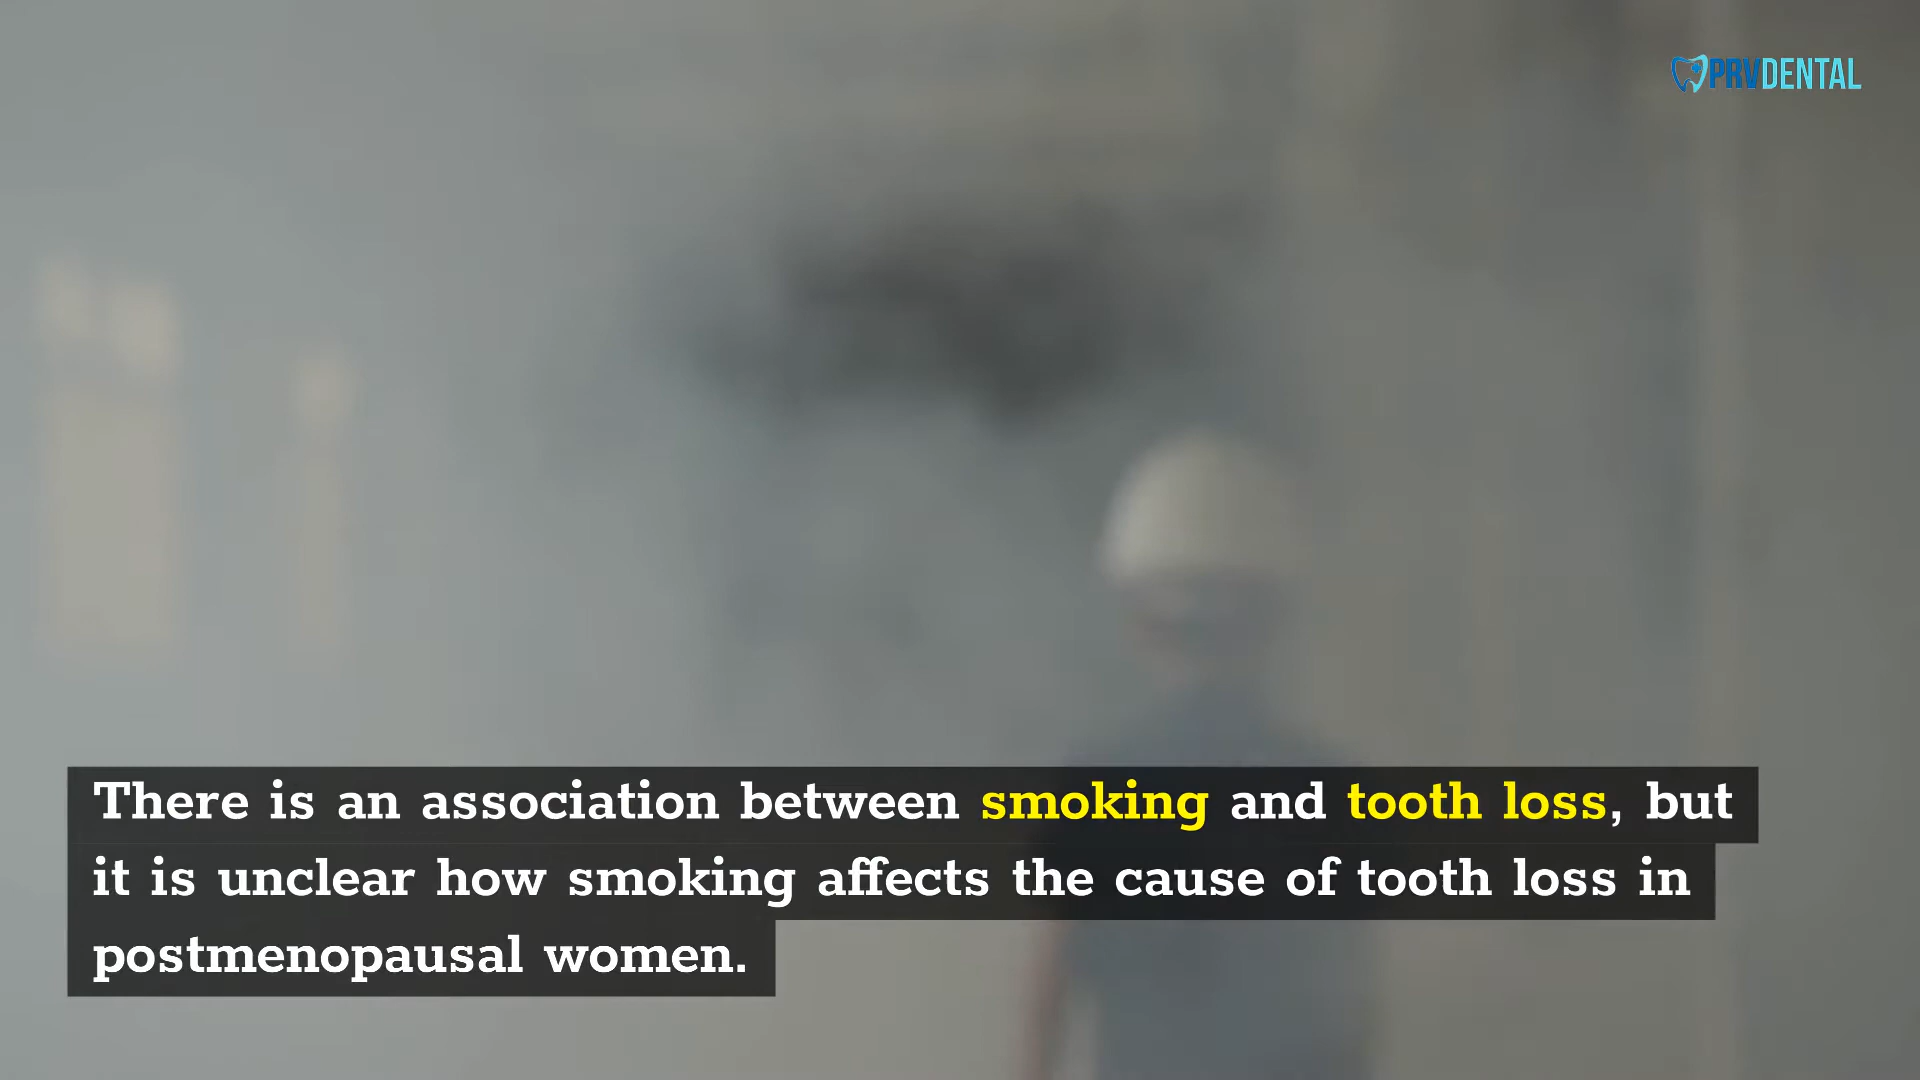 PRVDENTAL
There is an association between smoking and tooth loss, but
it is unclear how smoking affects the cause of tooth loss in
postmenopausal women.